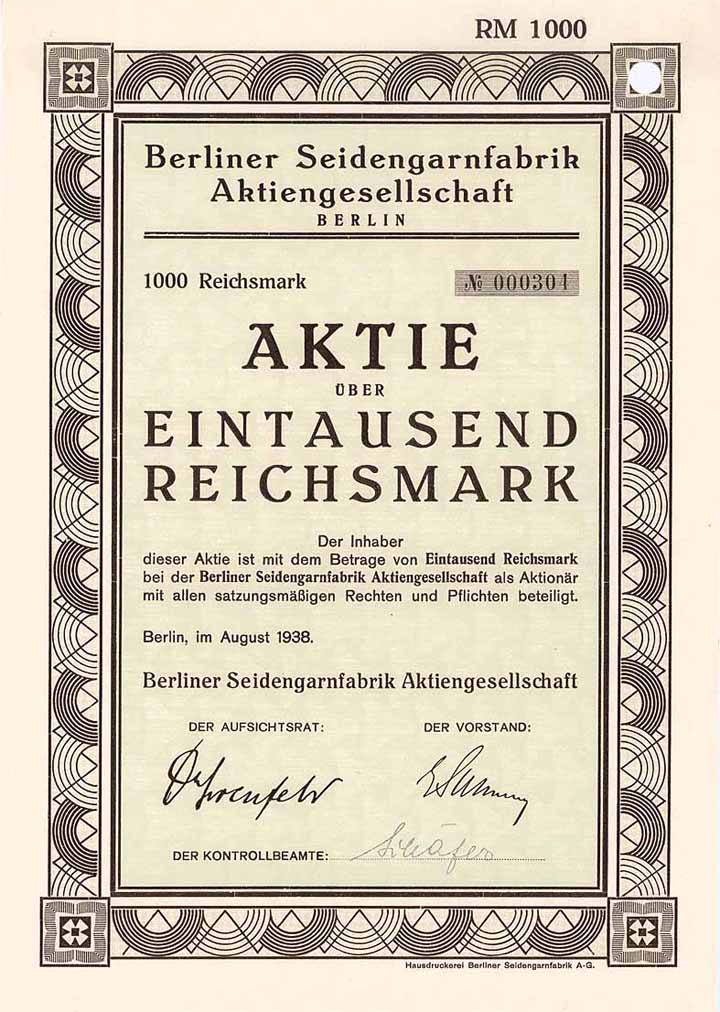 RM 1000
Berliner Seidengarnfabrik
Aktiengesellschaft
BERLIN
1000 Reichsmark
№ 000304
AKTIE
ÜBER
EINTAUSEND
REICHSMARK
Der Inhaber
dieser Aktie ist mit dem Betrage von Eintausend Reichsmark
bei der Berliner Seidengarnfabrik Aktiengesellschaft als Aktionär
mit allen satzungsmäßigen Rechten und Pflichten beteiligt.
Berlin, im August 1938.
Berliner Seidengarnfabrik Aktiengesellschaft
DER AUFSICHTSRAT: DER VORSTAND:
DER KONTROLLBEAMTE: Schäfer
Hausdruckerei Berliner Seidengarnfabrik A-G.